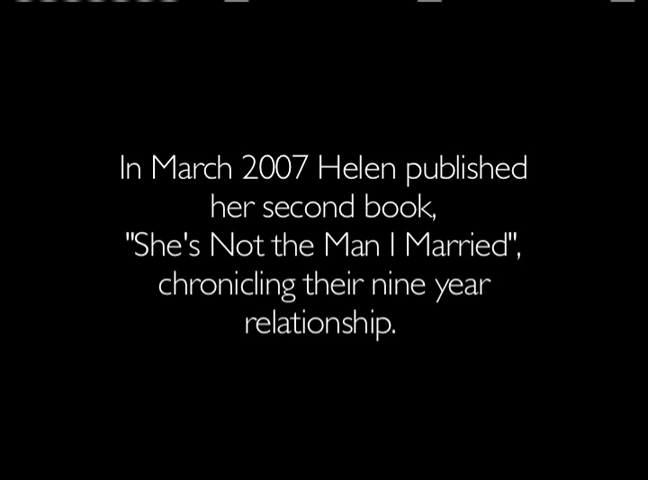 In March 2007 Helen published
her second book,
"She's Not the Man I Married",
chronicling their nine year
relationship.